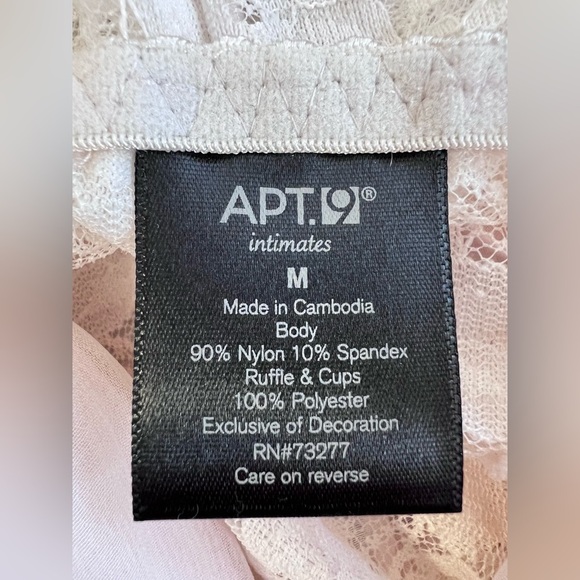 APT.9®
intimates
M
Made in Cambodia
Body
90% Nylon 10% Spandex
Ruffle & Cups
100% Polyester
Exclusive of Decoration
RN#73277
Care on reverse